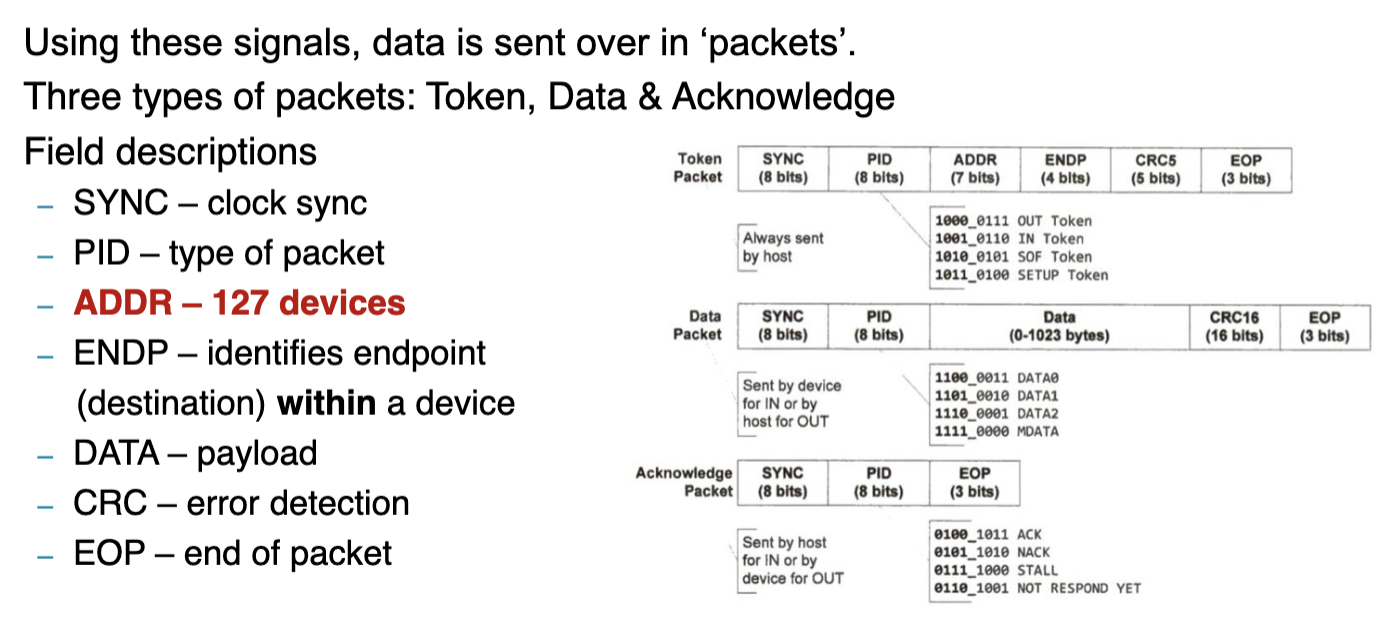 Using these signals, data is sent over in ‘packets’.
Three types of packets: Token, Data & Acknowledge
Field descriptions
– SYNC – clock sync
– PID – type of packet
– ADDR – 127 devices
– ENDP – identifies endpoint
(destination) within a device
– DATA – payload
– CRC – error detection
– EOP – end of packet
Token Packet
SYNC (8 bits)
PID (8 bits)
ADDR (7 bits)
ENDP (4 bits)
CRC5 (5 bits)
EOP (3 bits)
Always sent
by host
1000_0111 OUT Token
1001_0110 IN Token
1010_0101 SOF Token
1011_0100 SETUP Token
Data Packet
SYNC (8 bits)
PID (8 bits)
Data (0-1023 bytes)
CRC16 (16 bits)
EOP (3 bits)
Sent by device
for IN or by
host for OUT
1100_0011 DATA0
1101_0010 DATA1
1110_0001 DATA2
1111_0000 MDATA
Acknowledge Packet
SYNC (8 bits)
PID (8 bits)
EOP (3 bits)
Sent by host
for IN or by
device for OUT
0100_1011 ACK
0101_1010 NACK
0111_1000 STALL
0110_1001 NOT RESPOND YET